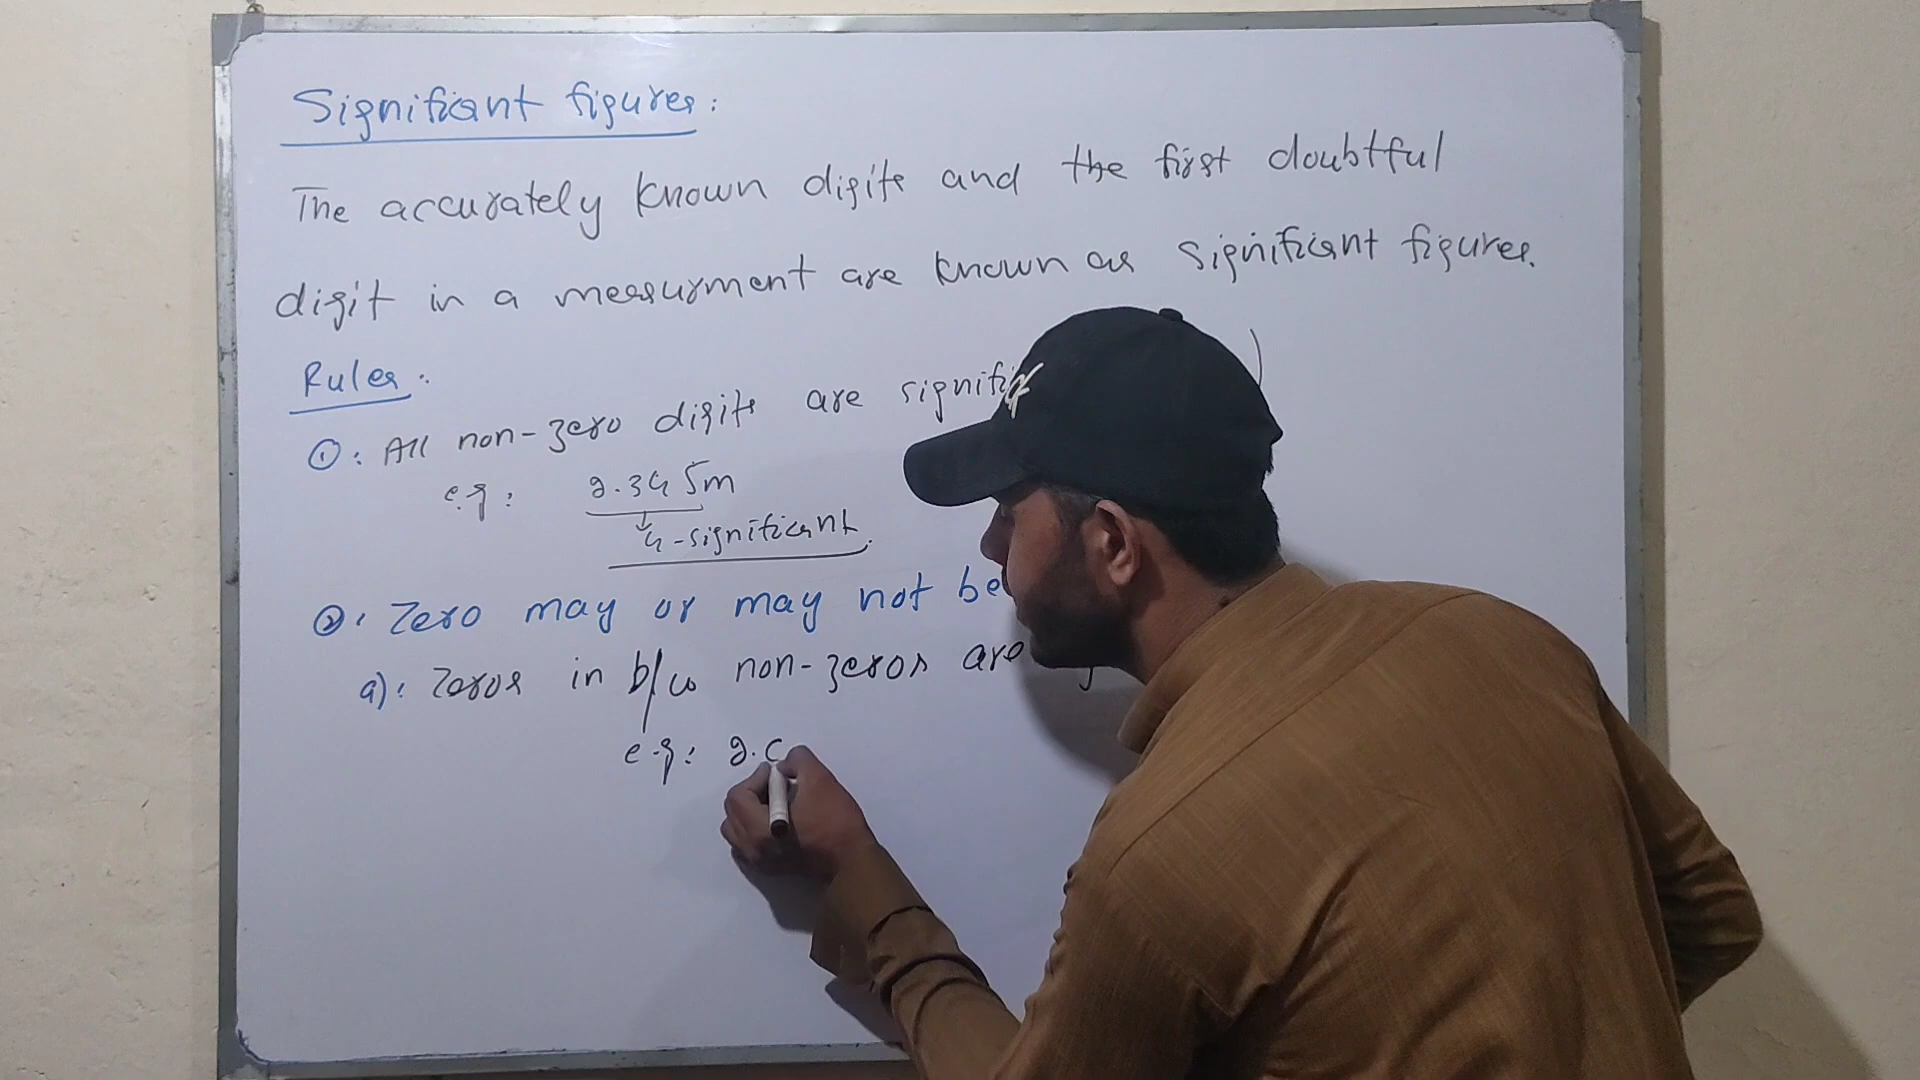 Significant figures:
The accurately known digits and the first doubtful
digit in a measurment are known as significant figures.
Rules:
①: All non-zero digits are signific
e.g: 2.345m
4-significant.
②: Zero may or may not be
a): Zeros in b/w non-zeros are
e.g: 2.